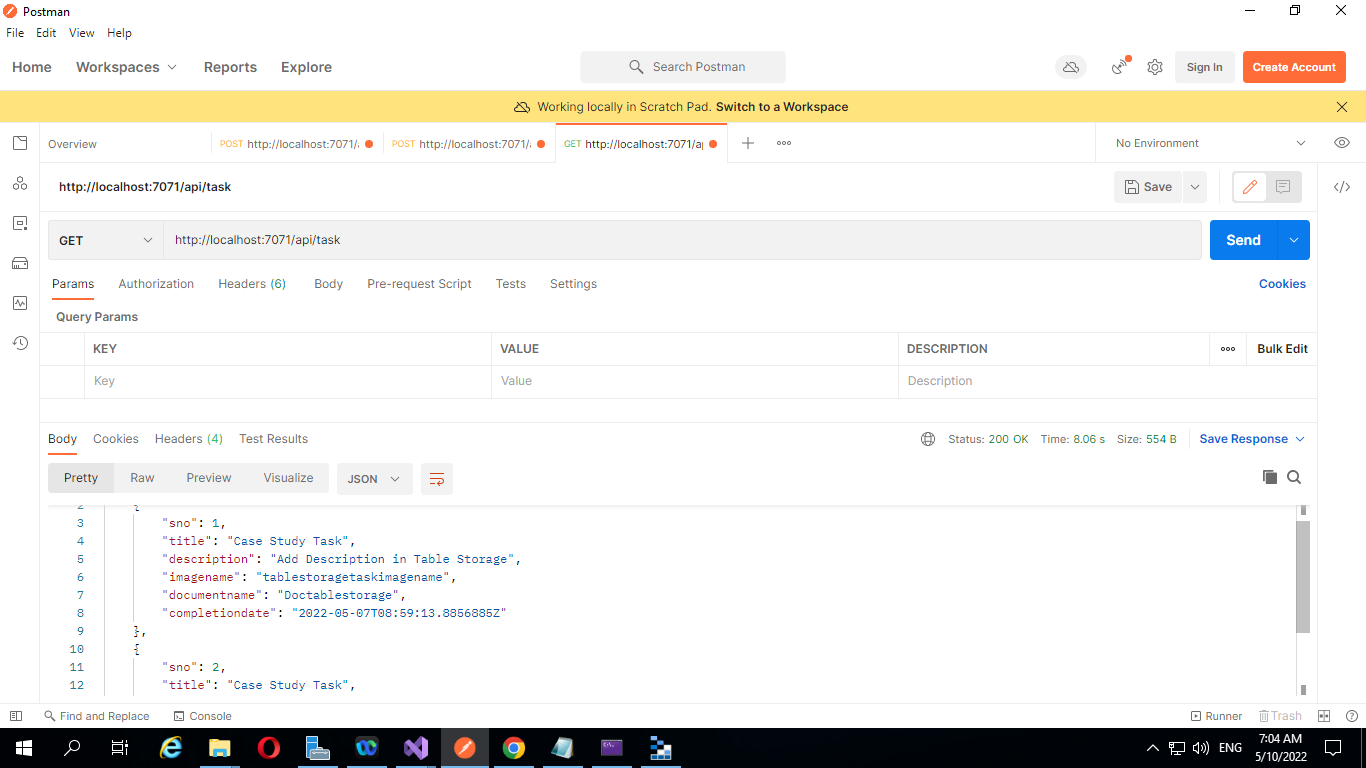 Postman
File Edit View Help
Home Workspaces Reports Explore Search Postman Sign In Create Account
Working locally in Scratch Pad. Switch to a Workspace
Overview POST http://localhost:7071/ POST http://localhost:7071/ GET http://localhost:7071/a No Environment
http://localhost:7071/api/task Save
GET http://localhost:7071/api/task Send
Params Authorization Headers (6) Body Pre-request Script Tests Settings Cookies
Query Params
KEY VALUE DESCRIPTION Bulk Edit
Key Value Description
Body Cookies Headers (4) Test Results Status: 200 OK Time: 8.06 s Size: 554 B Save Response
Pretty Raw Preview Visualize JSON
2 {
3 "sno": 1,
4 "title": "Case Study Task",
5 "description": "Add Description in Table Storage",
6 "imagename": "tablestoragetaskimagename",
7 "documentname": "Doctablestorage",
8 "completiondate": "2022-05-07T08:59:13.8856885Z"
9 },
10 {
11 "sno": 2,
12 "title": "Case Study Task",
Find and Replace Console Runner Trash
ENG 7:04 AM
5/10/2022